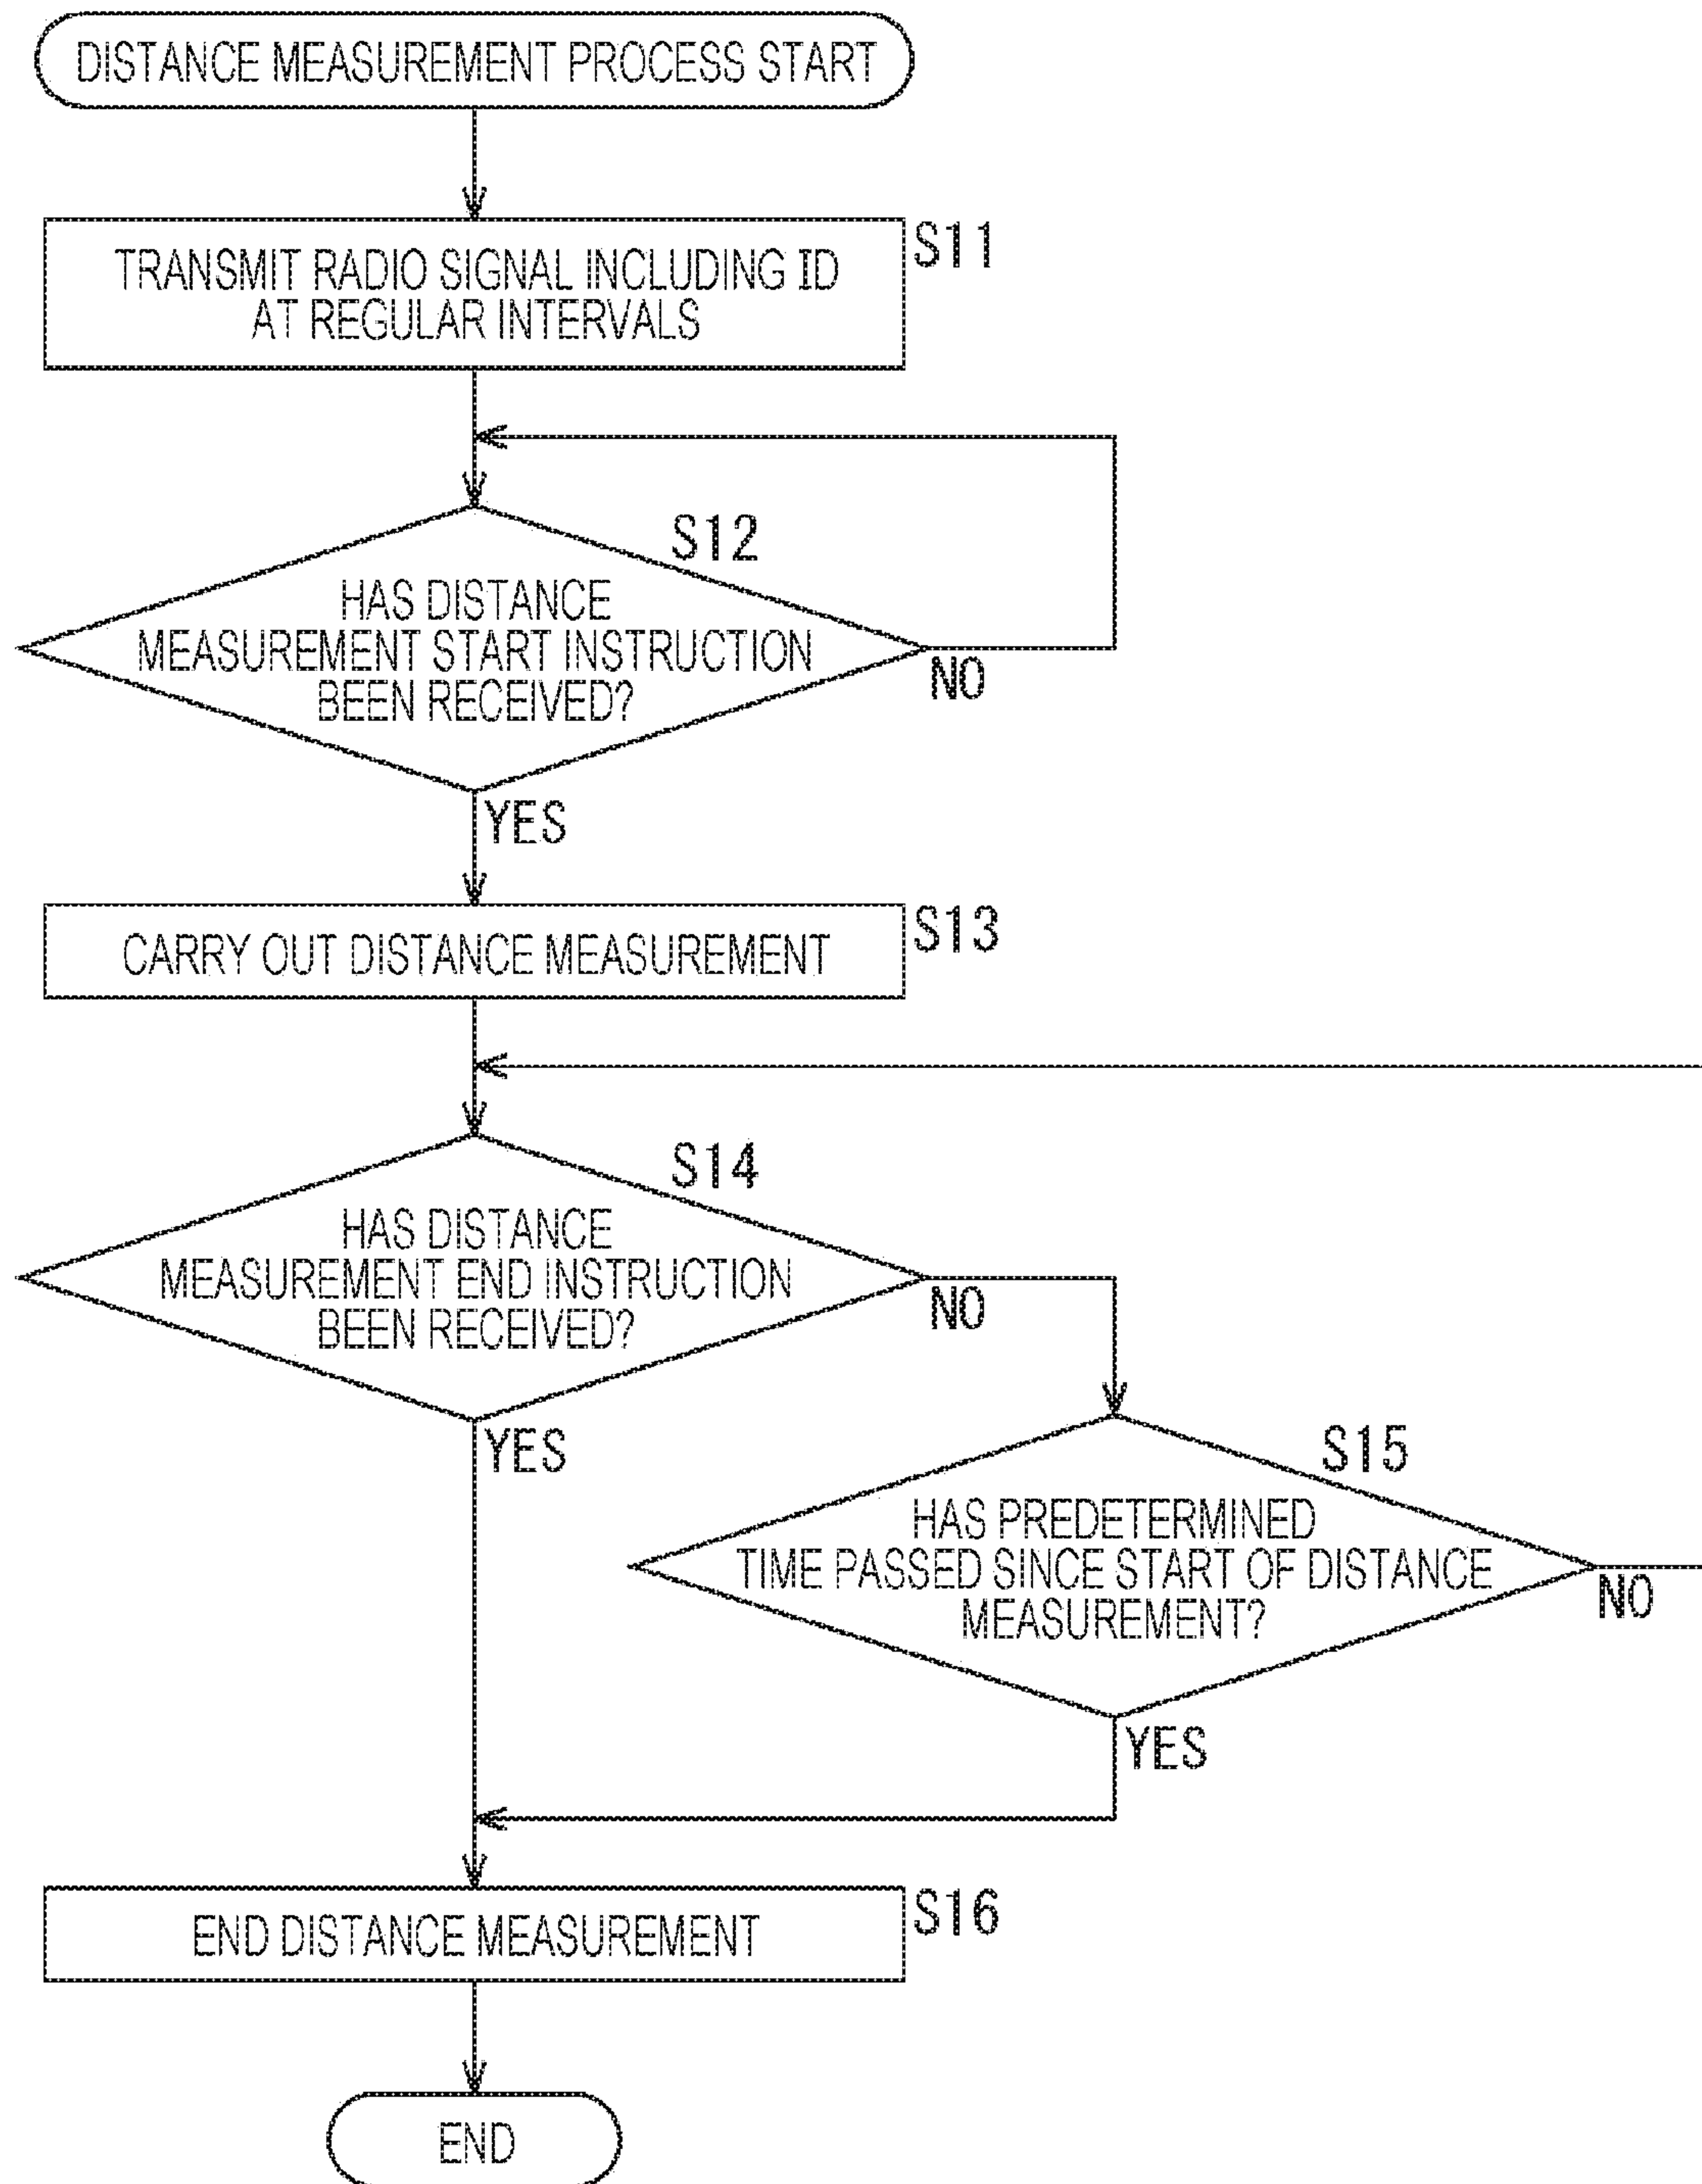 DISTANCE MEASUREMENT PROCESS START
S11
TRANSMIT RADIO SIGNAL INCLUDING ID
AT REGULAR INTERVALS
S12
HAS DISTANCE
MEASUREMENT START INSTRUCTION
BEEN RECEIVED?
NO
YES
S13
CARRY OUT DISTANCE MEASUREMENT
S14
HAS DISTANCE
MEASUREMENT END INSTRUCTION
BEEN RECEIVED?
NO
YES
S15
HAS PREDETERMINED
TIME PASSED SINCE START OF DISTANCE
MEASUREMENT?
NO
YES
S16
END DISTANCE MEASUREMENT
END